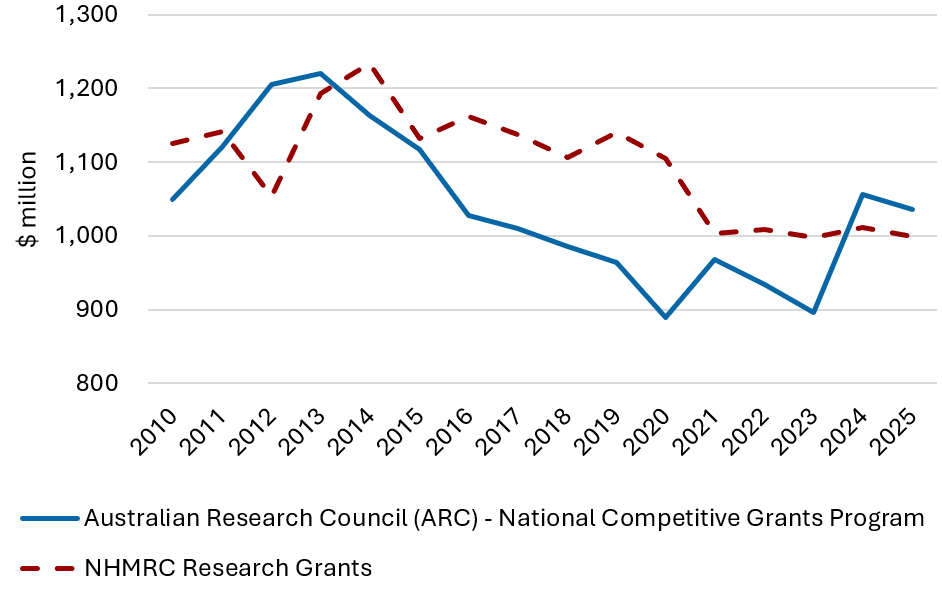 1,300
1,200
1,100
1,000
900
800
$ million
2010 2011 2012 2013 2014 2015 2016 2017 2018 2019 2020 2021 2022 2023 2024 2025
Australian Research Council (ARC) - National Competitive Grants Program
NHMRC Research Grants